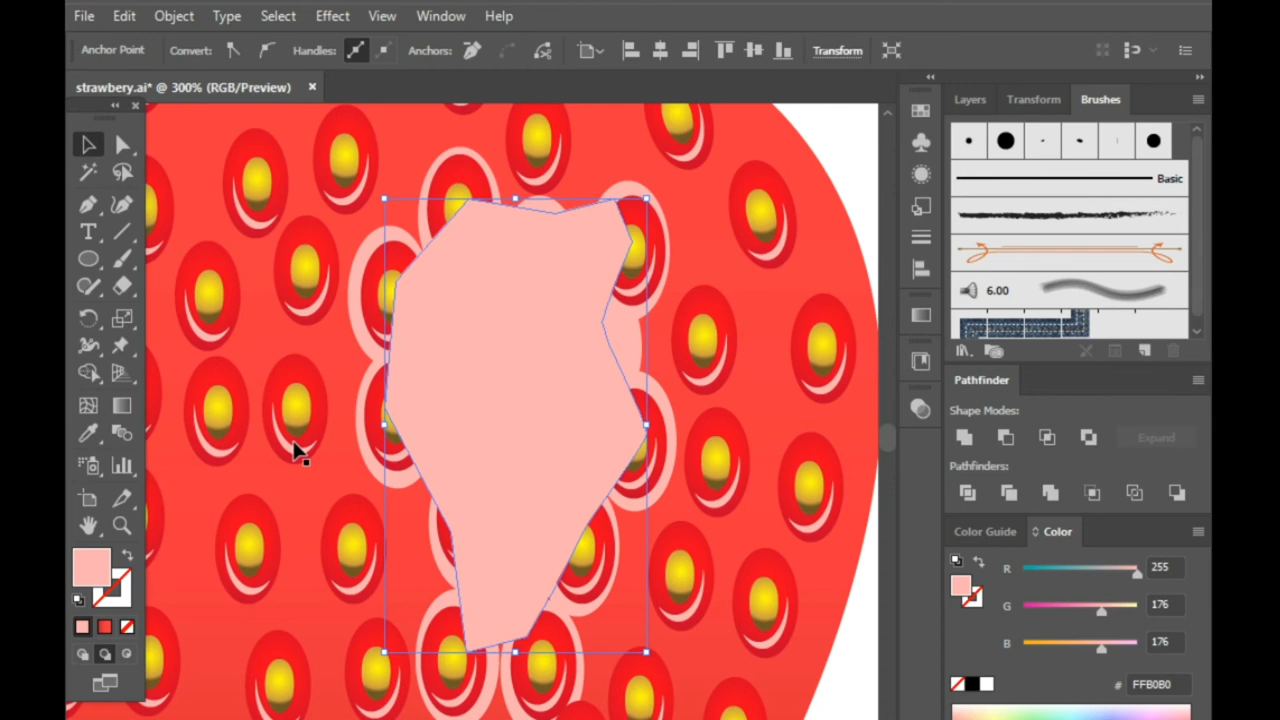 File Edit Object Type Select Effect View Window Help
Anchor Point Convert: Handles: Anchors: Transform
strawbery.ai* @ 300% (RGB/Preview) ×
Layers Transform Brushes
Basic
6.00
Pathfinder
Shape Modes:
Expand
Pathfinders:
Color Guide Color
R 255
G 176
B 176
# FFB0B0